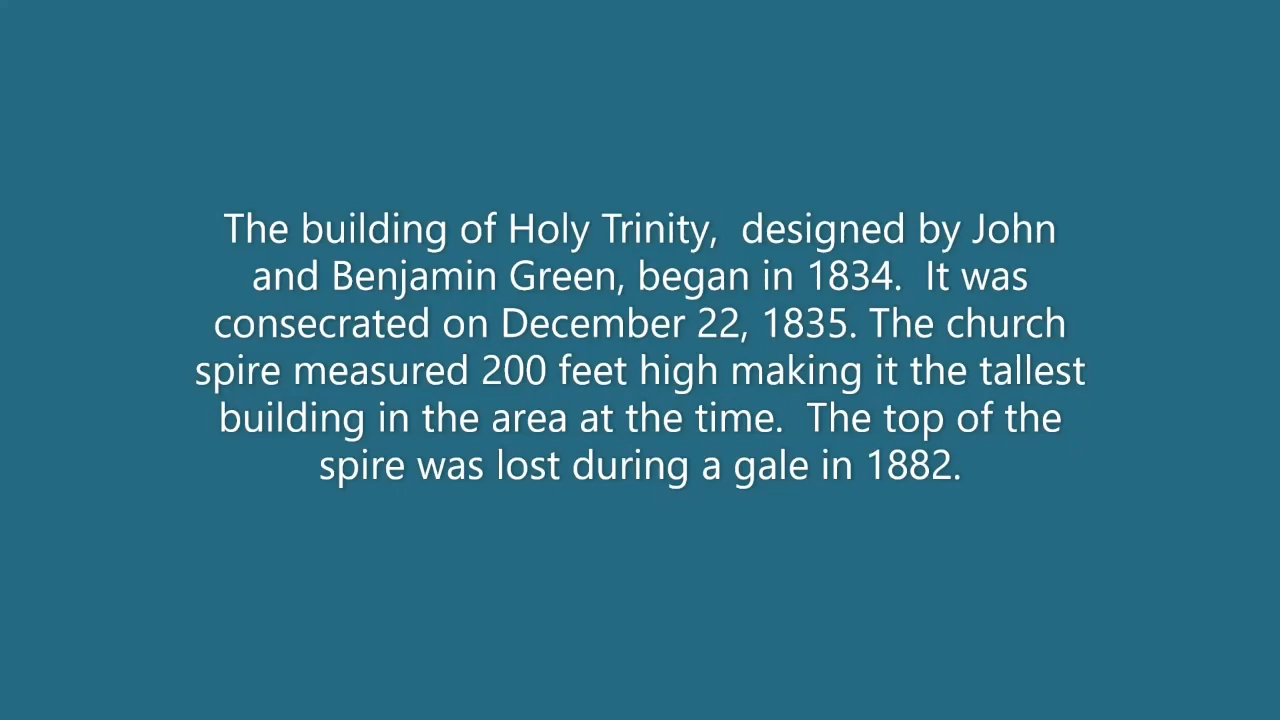 The building of Holy Trinity,  designed by John
and Benjamin Green, began in 1834.  It was
consecrated on December 22, 1835. The church
spire measured 200 feet high making it the tallest
building in the area at the time.  The top of the
spire was lost during a gale in 1882.